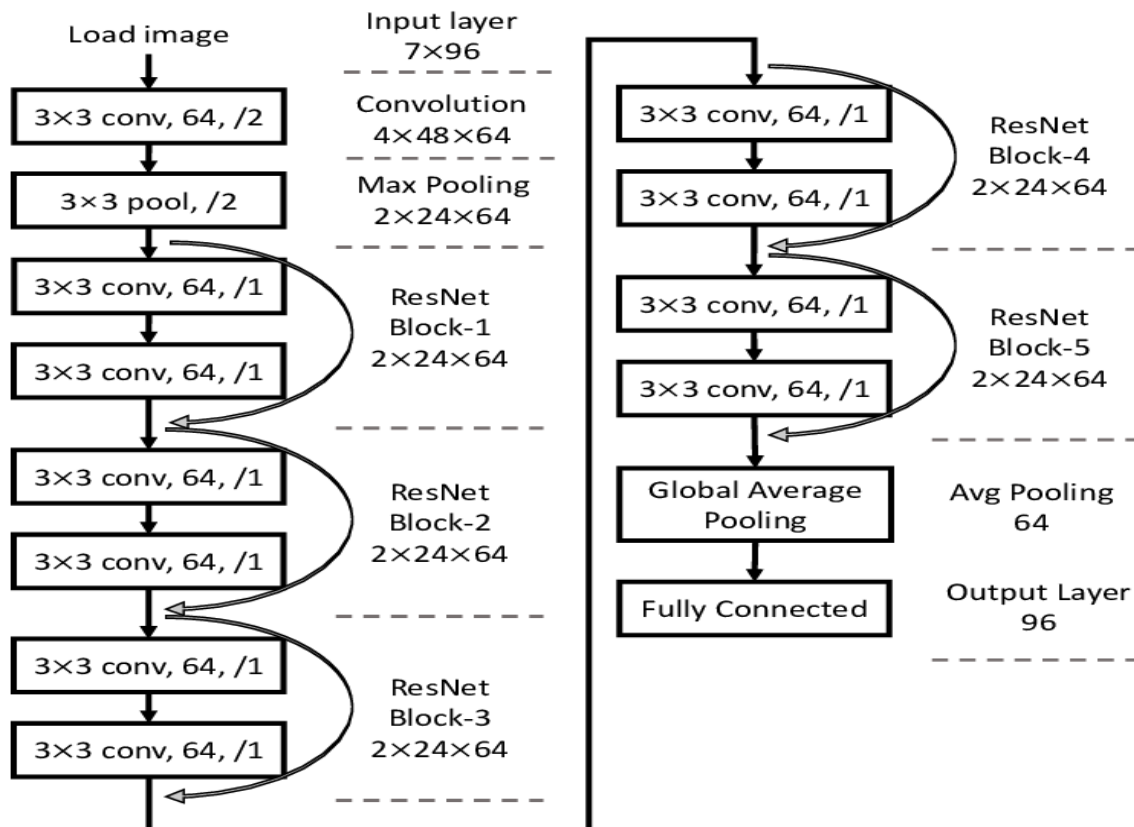 Load image
3×3 conv, 64, /2
3×3 pool, /2
3×3 conv, 64, /1
3×3 conv, 64, /1
3×3 conv, 64, /1
3×3 conv, 64, /1
3×3 conv, 64, /1
3×3 conv, 64, /1
Input layer
7×96
Convolution
4×48×64
Max Pooling
2×24×64
ResNet
Block-1
2×24×64
ResNet
Block-2
2×24×64
ResNet
Block-3
2×24×64
3×3 conv, 64, /1
3×3 conv, 64, /1
3×3 conv, 64, /1
3×3 conv, 64, /1
Global Average
Pooling
Fully Connected
ResNet
Block-4
2×24×64
ResNet
Block-5
2×24×64
Avg Pooling
64
Output Layer
96